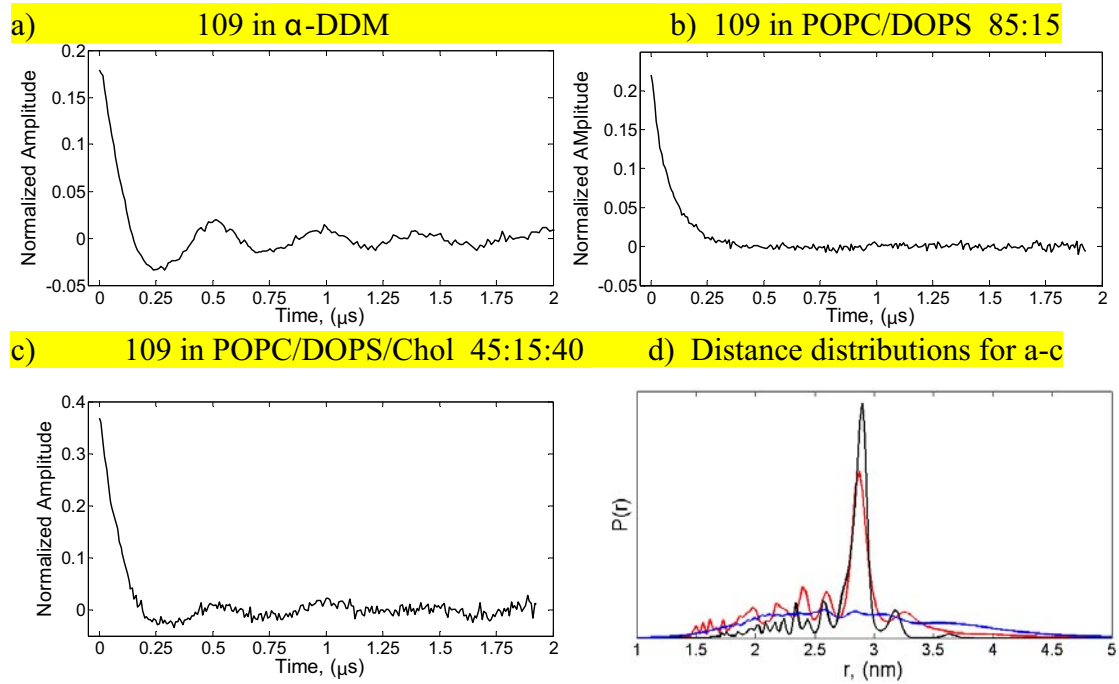 a) 109 in α-DDM b) 109 in POPC/DOPS 85:15
0.2
0.15
0.1
0.05
0
-0.05
Normalized Amplitude
0 0.25 0.5 0.75 1 1.25 1.5 1.75 2
Time, (μs)
0.2
0.15
0.1
0.05
0
-0.05
Normalized AMplitude
0 0.25 0.5 0.75 1 1.25 1.5 1.75 2
Time, (μs)
c) 109 in POPC/DOPS/Chol 45:15:40 d) Distance distributions for a-c
0.4
0.3
0.2
0.1
0
Normalized Amplitude
0 0.25 0.5 0.75 1 1.25 1.5 1.75 2
Time, (μs)
P(r)
1 1.5 2 2.5 3 3.5 4 4.5 5
r, (nm)